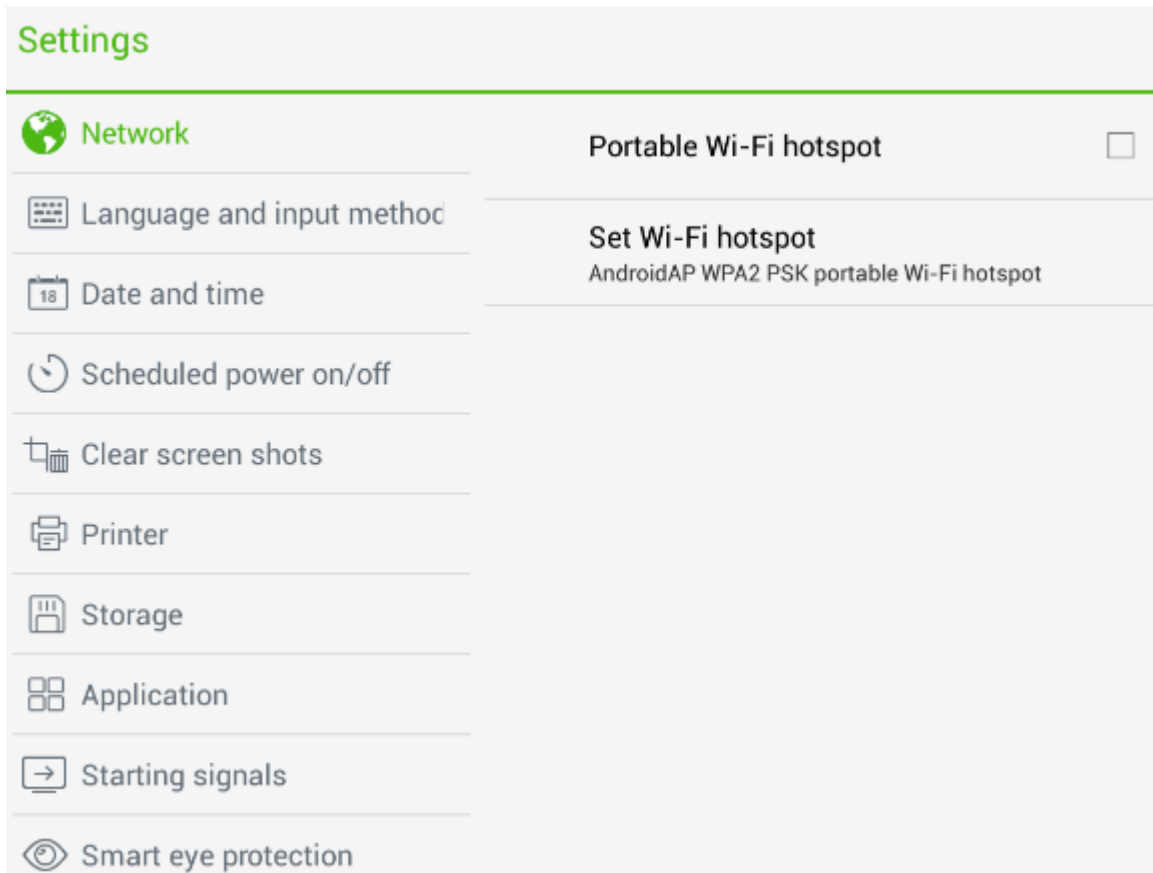 Settings
Network
Language and input method
Date and time
18
Scheduled power on/off
Clear screen shots
Printer
Storage
Application
Starting signals
Smart eye protection
Portable Wi-Fi hotspot
Set Wi-Fi hotspot
AndroidAP WPA2 PSK portable Wi-Fi hotspot